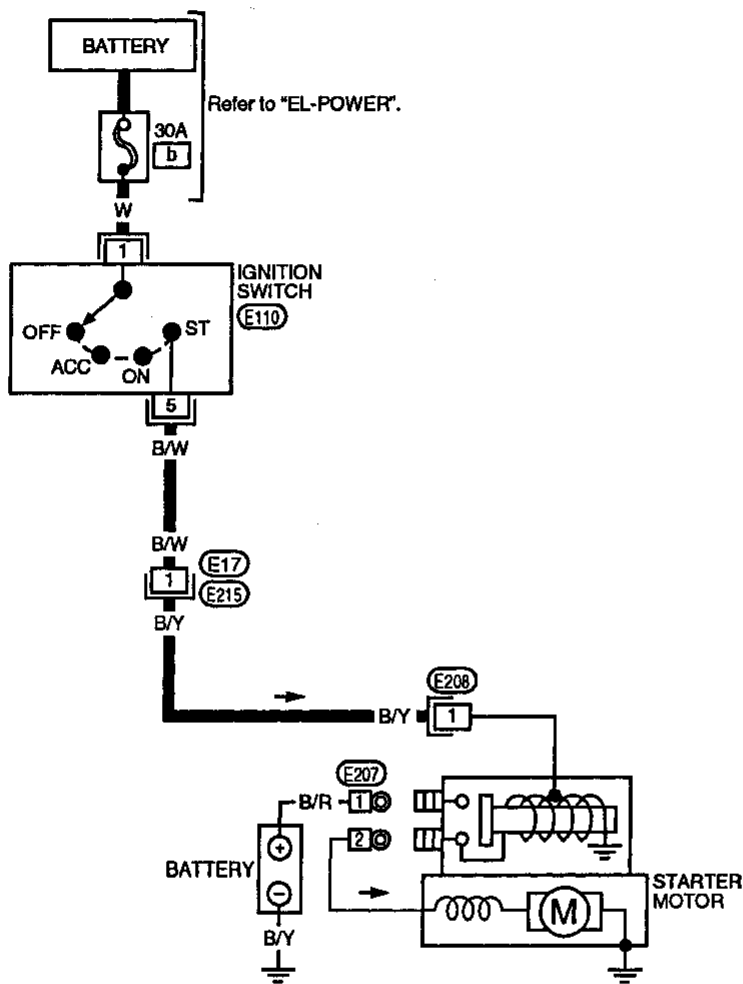 BATTERY
Refer to "EL-POWER".
30A
b
W
1
IGNITION
SWITCH
E110
OFF
ST
ACC
ON
5
B/W
B/W
E17
1
E215
B/Y
E208
B/Y
1
E207
B/R
1
2
BATTERY
+
−
STARTER
MOTOR
M
B/Y